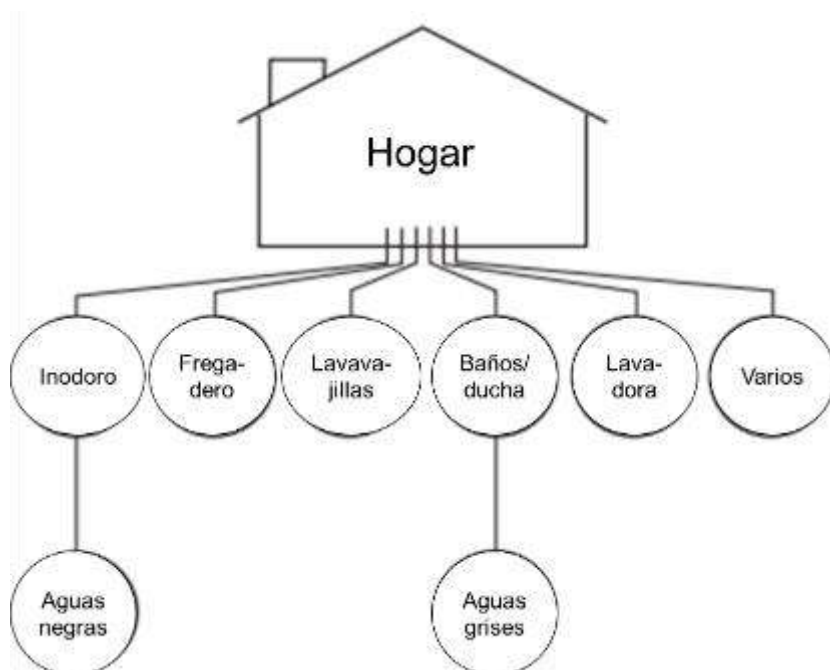 Hogar
Inodoro
Frega-
dero
Lavava-
jillas
Baños/
ducha
Lava-
dora
Varios
Aguas
negras
Aguas
grises